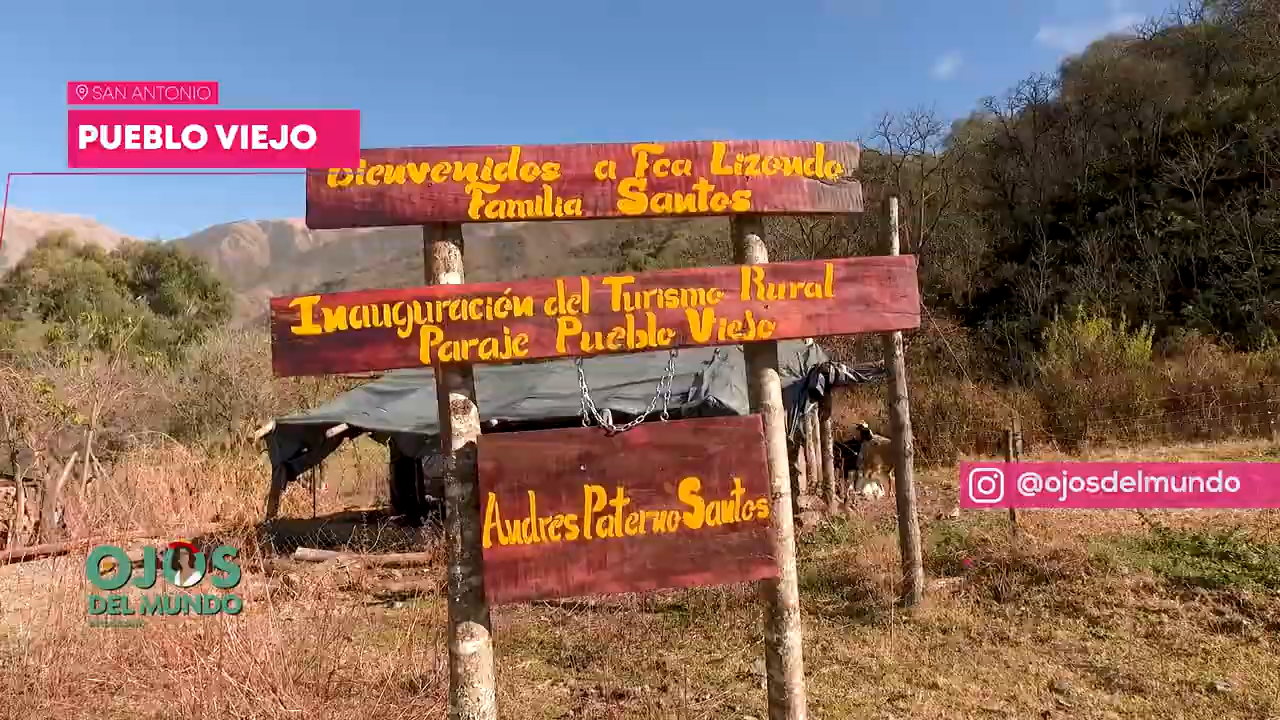 SAN ANTONIO
PUEBLO VIEJO
Bienvenidos a Fca Lizondo
Familia Santos
Inauguración del Turismo Rural
Paraje Pueblo Viejo
Andres Paterno Santos
@ojosdelmundo
OJOS
DEL MUNDO